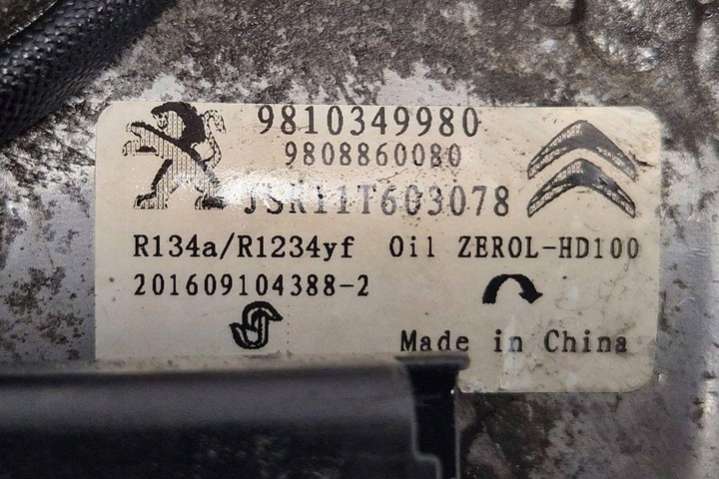 9810349980
9808860080
JSR11T603078
R134a/R1234yf Oil ZEROL-HD100
201609104388-2
Made in China